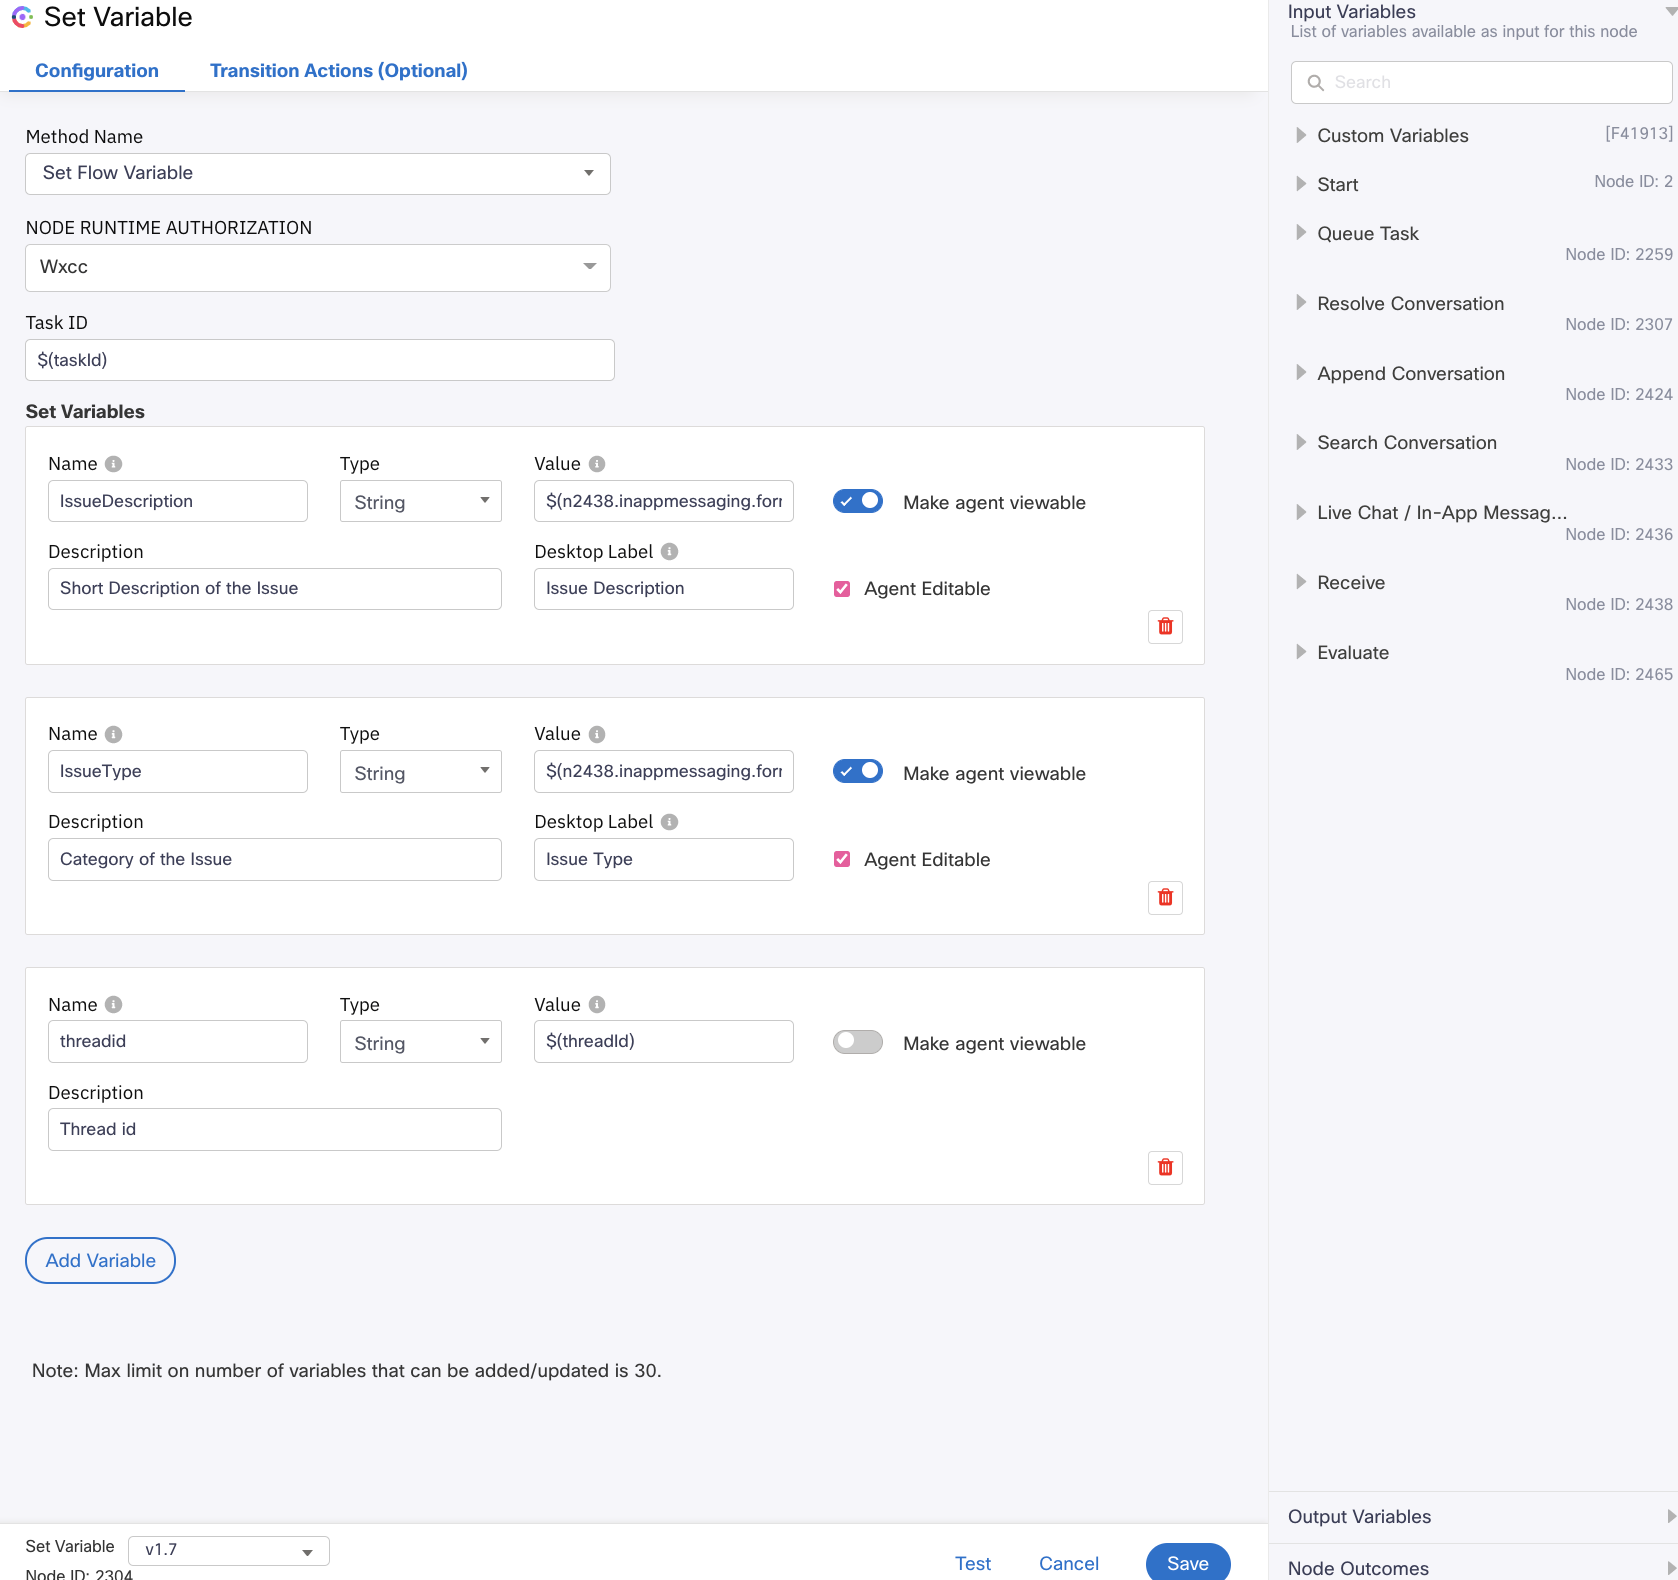 Set Variable
Configuration
Transition Actions (Optional)
Method Name
Set Flow Variable
NODE RUNTIME AUTHORIZATION
Wxcc
Task ID
$(taskId)
Set Variables
Name Type Value
IssueDescription String $(n2438.inappmessaging.forr Make agent viewable
Description Desktop Label
Short Description of the Issue Issue Description Agent Editable
Name Type Value
IssueType String $(n2438.inappmessaging.forr Make agent viewable
Description Desktop Label
Category of the Issue Issue Type Agent Editable
Name Type Value
threadid String $(threadId) Make agent viewable
Description
Thread id
Add Variable
Note: Max limit on number of variables that can be added/updated is 30.
Set Variable v1.7
Node ID: 2304
Test Cancel Save
Input Variables
List of variables available as input for this node
Search
Custom Variables [F41913]
Start Node ID: 2
Queue Task
Node ID: 2259
Resolve Conversation
Node ID: 2307
Append Conversation
Node ID: 2424
Search Conversation
Node ID: 2433
Live Chat / In-App Messag...
Node ID: 2436
Receive
Node ID: 2438
Evaluate
Node ID: 2465
Output Variables
Node Outcomes